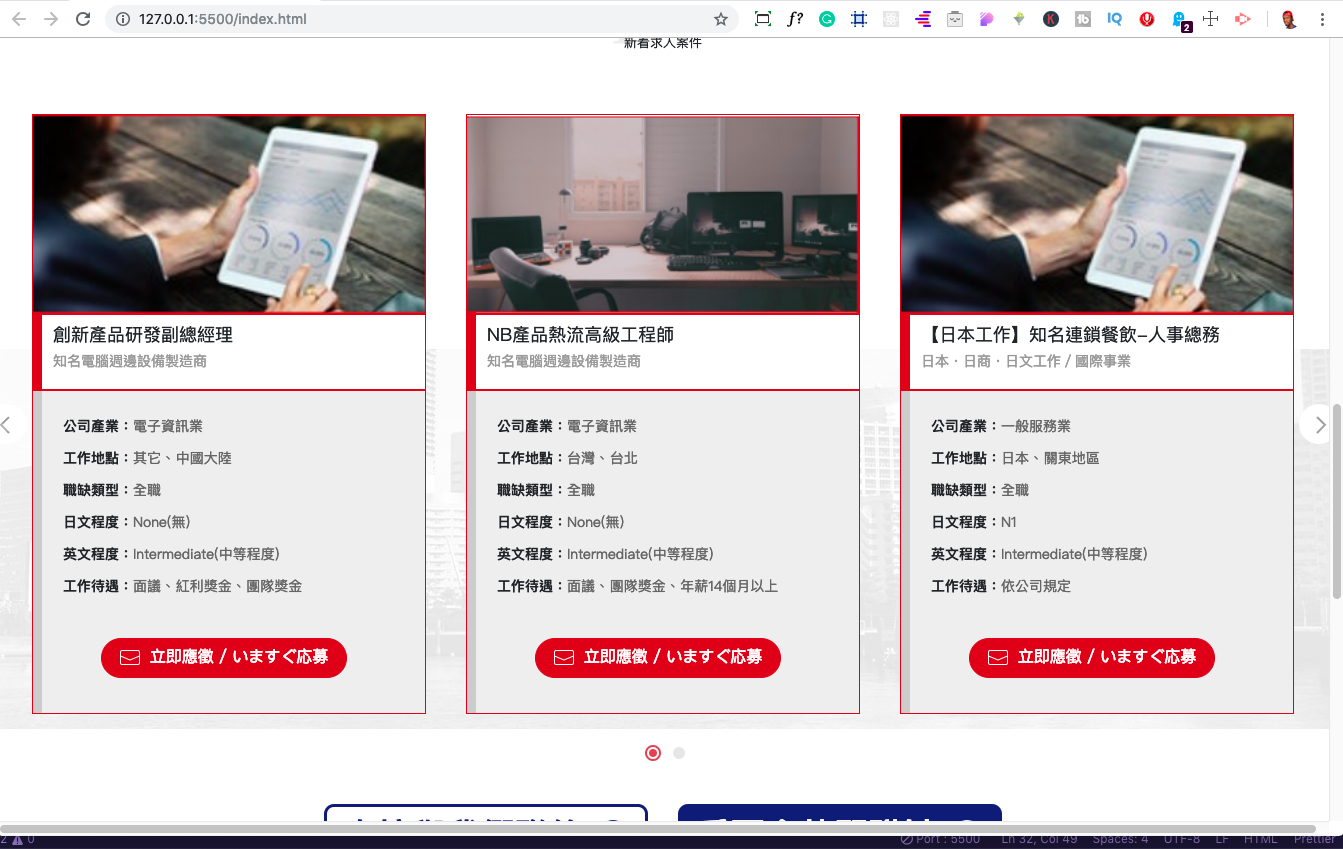 127.0.0.1:5500/index.html
2
新着求人案件
創新產品研發副總經理
知名電腦週邊設備製造商
公司產業：電子資訊業
工作地點：其它、中國大陸
職缺類型：全職
日文程度：None(無)
英文程度：Intermediate(中等程度)
工作待遇：面議、紅利獎金、團隊獎金
立即應徵 / いますぐ応募
NB產品熱流高級工程師
知名電腦週邊設備製造商
公司產業：電子資訊業
工作地點：台灣、台北
職缺類型：全職
日文程度：None(無)
英文程度：Intermediate(中等程度)
工作待遇：面議、團隊獎金、年薪14個月以上
立即應徵 / いますぐ応募
【日本工作】知名連鎖餐飲–人事總務
日本・日商・日文工作 / 國際事業
公司產業：一般服務業
工作地點：日本、關東地區
職缺類型：全職
日文程度：N1
英文程度：Intermediate(中等程度)
工作待遇：依公司規定
立即應徵 / いますぐ応募
2 0 Port : 5500 Ln 32, Col 49 Spaces: 4 UTF-8 LF HTML Prettier